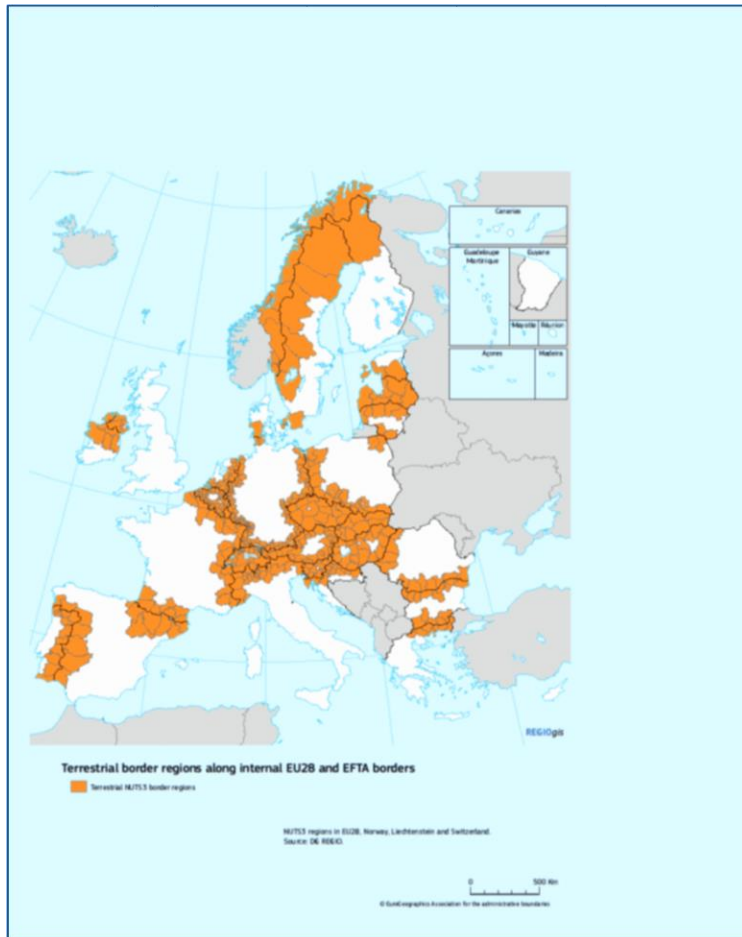 Canarias
Guadeloupe
Martinique
Guyane
Mayotte
Réunion
Açores
Madeira
REGIOgis
Terrestrial border regions along internal EU28 and EFTA borders
Terrestrial NUTS3 border regions
NUTS3 regions in EU28, Norway, Liechtenstein and Switzerland.
Source: DG REGIO.
0 500 Km
© EuroGeographics Association for the administrative boundaries